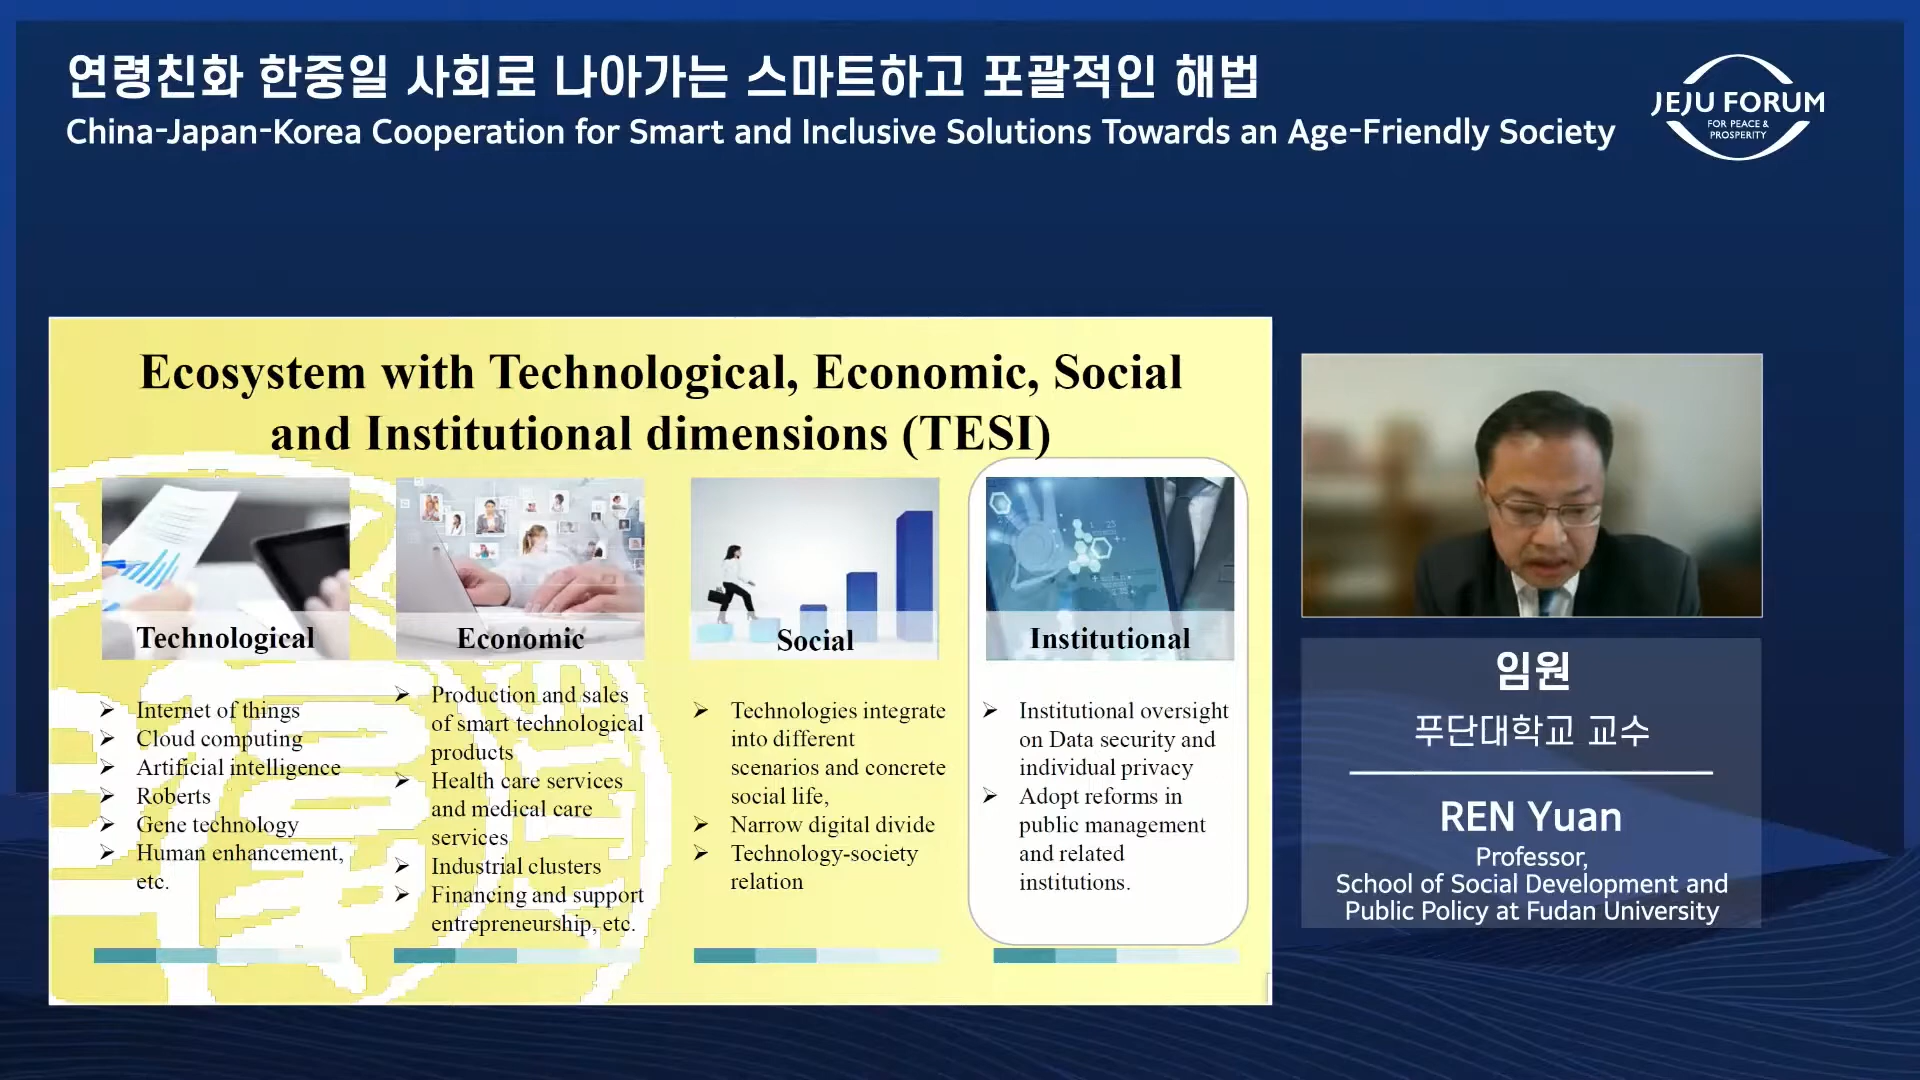 연령친화 한중일 사회로 나아가는 스마트하고 포괄적인 해법
China-Japan-Korea Cooperation for Smart and Inclusive Solutions Towards an Age-Friendly Society
JEJU FORUM
FOR PEACE &
PROSPERITY
Ecosystem with Technological, Economic, Social
and Institutional dimensions (TESI)
Technological
➢ Internet of things
➢ Cloud computing
➢ Artificial intelligence
➢ Roberts
➢ Gene technology
➢ Human enhancement,
etc.
Economic
➢ Production and sales
of smart technological
products
➢ Health care services
and medical care
services
➢ Industrial clusters
➢ Financing and support
entrepreneurship, etc.
Social
➢ Technologies integrate
into different
scenarios and concrete
social life,
➢ Narrow digital divide
➢ Technology-society
relation
Institutional
➢ Institutional oversight
on Data security and
individual privacy
➢ Adopt reforms in
public management
and related
institutions.
임원
푸단대학교 교수
REN Yuan
Professor,
School of Social Development and
Public Policy at Fudan University